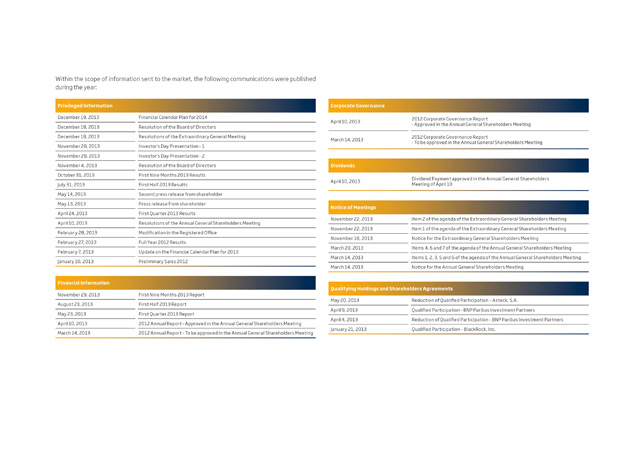 Within the scope of information sent to the market, the following communications were published
during the year:
Privileged Information
December 19, 2013 Financial Calendar Plan for 2014
December 18, 2013 Resolution of the Board of Directors
December 18, 2013 Resolutions of the Extraordinary General Meeting
November 29, 2013 Investor's Day Presentation - 1
November 29, 2013 Investor's Day Presentation - 2
November 4, 2013 Resolution of the Board of Directors
October 31, 2013 First Nine Months 2013 Results
July 31, 2013 First Half 2013 Results
May 14, 2013 Second press release from shareholder
May 13, 2013 Press release from shareholder
April 24, 2013 First Quarter 2013 Results
April 10, 2013 Resolutions of the Annual General Shareholders Meeting
February 28, 2013 Modification in the Registered Office
February 27, 2013 Full Year 2012 Results
February 7, 2013 Update on the Financial Calendar Plan for 2013
January 10, 2013 Preliminary Sales 2012
Financial Information
November 29, 2013 First Nine Months 2013 Report
August 23, 2013 First Half 2013 Report
May 23, 2013 First Quarter 2013 Report
April 10, 2013 2012 Annual Report - Approved in the Annual General Shareholders Meeting
March 14, 2013 2012 Annual Report - To be approved in the Annual General Shareholders Meeting
Corporate Governance
April 10, 2013 2012 Corporate Governance Report
- Approved in the Annual General Shareholders Meeting
March 14, 2013 2012 Corporate Governance Report
- To be approved in the Annual General Shareholders Meeting
Dividends
April 10, 2013 Dividend Payment approved in the Annual General Shareholders
Meeting of April 10
Notice of Meetings
November 22, 2013 Item 2 of the agenda of the Extraordinary General Shareholders Meeting
November 22, 2013 Item 1 of the agenda of the Extraordinary General Shareholders Meeting
November 18, 2013 Notice for the Extraordinary General Shareholders Meeting
March 20, 2013 Items 4, 6 and 7 of the agenda of the Annual General Shareholders Meeting
March 14, 2013 Items 1, 2, 3, 5 and 6 of the agenda of the Annual General Shareholders Meeting
March 14, 2013 Notice for the Annual General Shareholders Meeting
Qualifying Holdings and Shareholders Agreements
May 20, 2013 Reduction of Qualified Participation - Asteck, S.A.
April 9, 2013 Qualified Participation - BNP Paribas Investment Partners
April 4, 2013 Reduction of Qualified Participation - BNP Paribas Investment Partners
January 21, 2013 Qualified Participation - BlackRock, Inc.